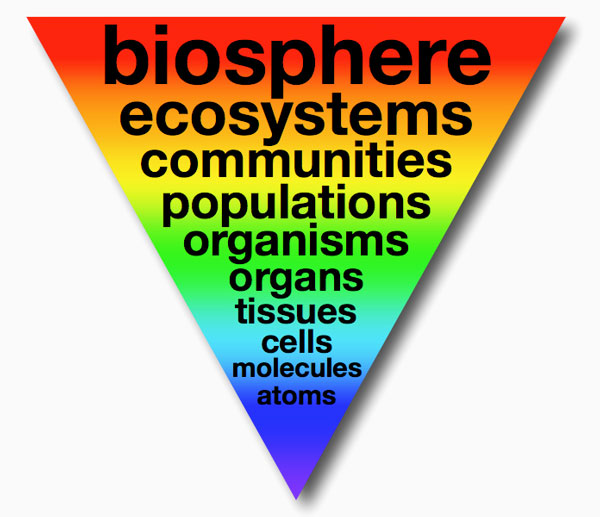 biosphere
ecosystems
communities
populations
organisms
organs
tissues
cells
molecules
atoms